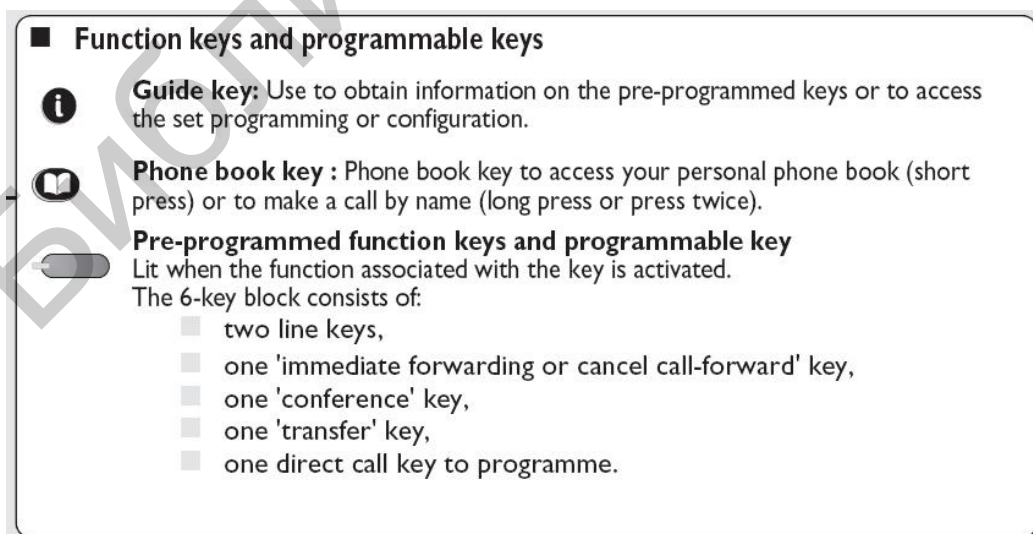 Function keys and programmable keys
Guide key: Use to obtain information on the pre-programmed keys or to access
the set programming or configuration.
Phone book key : Phone book key to access your personal phone book (short
press) or to make a call by name (long press or press twice).
Pre-programmed function keys and programmable key
Lit when the function associated with the key is activated.
The 6-key block consists of:
two line keys,
one 'immediate forwarding or cancel call-forward' key,
one 'conference' key,
one 'transfer' key,
one direct call key to programme.